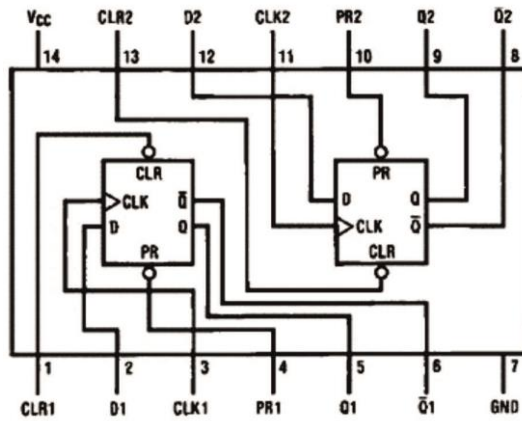 VCC CLR2 D2 CLK2 PR2 Q2 Q̅2
14 13 12 11 10 9 8
CLR PR
CLK Q̅ D Q
D Q CLK Q̅
PR CLR
1 2 3 4 5 6 7
CLR1 D1 CLK1 PR1 Q1 Q̅1 GND